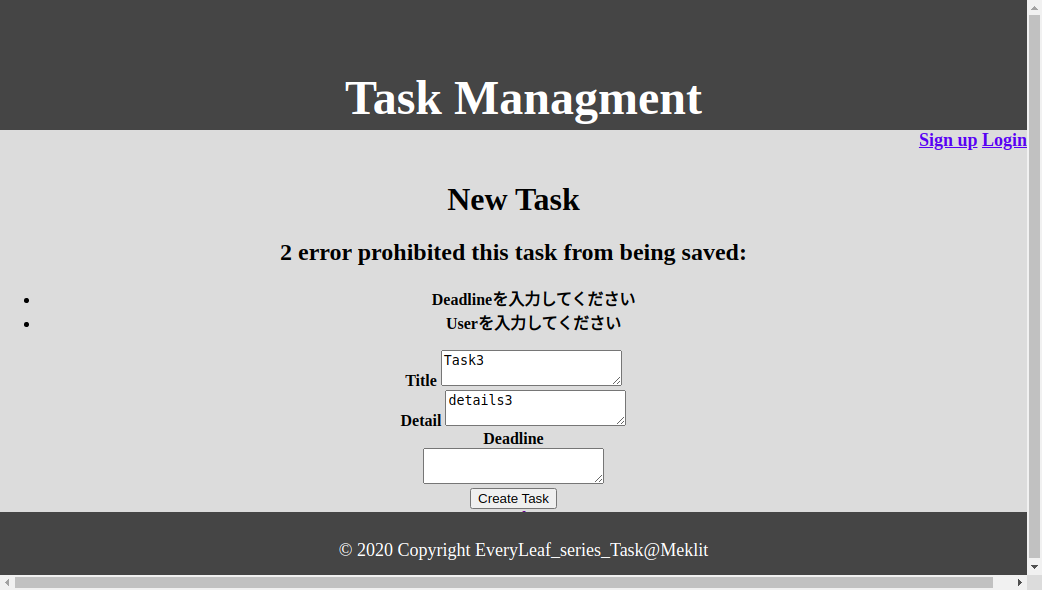 Task Managment
Sign up Login
New Task
2 error prohibited this task from being saved:
Deadlineを入力してください
Userを入力してください
Title Task3
Detail details3
Deadline
Create Task
© 2020 Copyright EveryLeaf_series_Task@Meklit